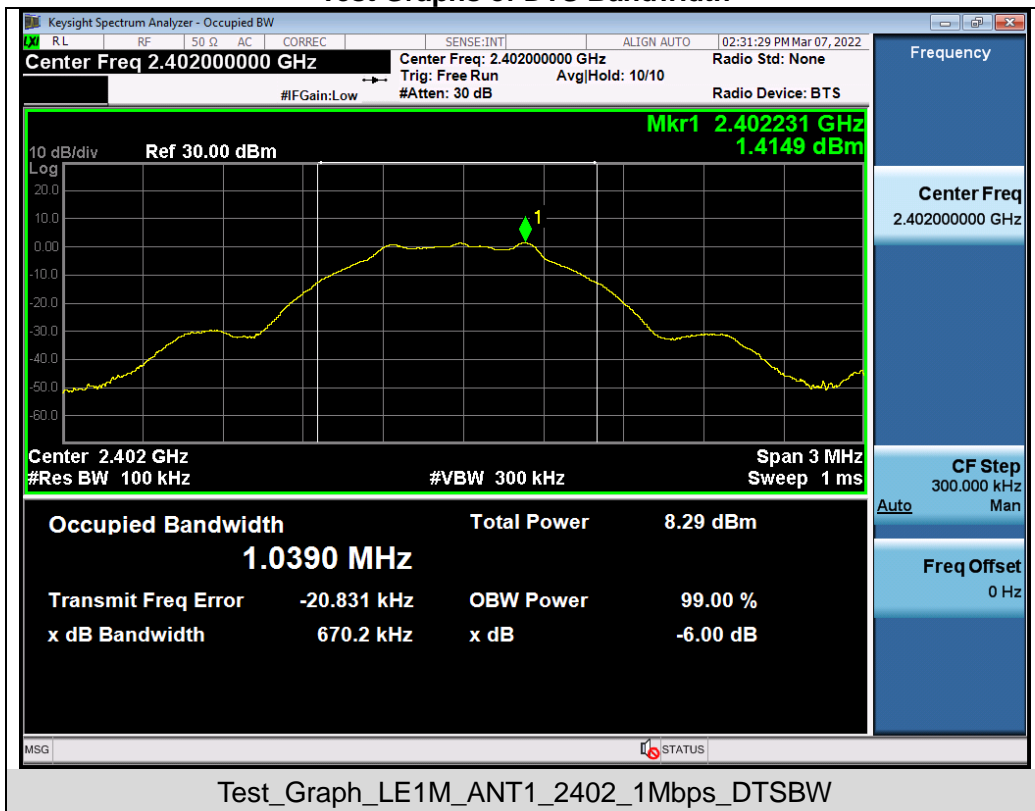 Keysight Spectrum Analyzer - Occupied BW
LXI RL RF 50 Ω AC CORREC SENSE:INT ALIGN AUTO 02:31:29 PM Mar 07, 2022
Center Freq 2.402000000 GHz
#IFGain:Low
Center Freq: 2.402000000 GHz
Trig: Free Run Avg|Hold: 10/10
#Atten: 30 dB
Radio Std: None
Radio Device: BTS
Mkr1 2.402231 GHz
1.4149 dBm
10 dB/div Ref 30.00 dBm
Log
20.0
10.0
0.00
-10.0
-20.0
-30.0
-40.0
-50.0
-60.0
1
Center 2.402 GHz Span 3 MHz
#Res BW 100 kHz #VBW 300 kHz Sweep 1 ms
Occupied Bandwidth Total Power 8.29 dBm
1.0390 MHz
Transmit Freq Error -20.831 kHz OBW Power 99.00 %
x dB Bandwidth 670.2 kHz x dB -6.00 dB
MSG STATUS
Frequency
Center Freq
2.402000000 GHz
CF Step
300.000 kHz
Auto Man
Freq Offset
0 Hz
Test_Graph_LE1M_ANT1_2402_1Mbps_DTSBW